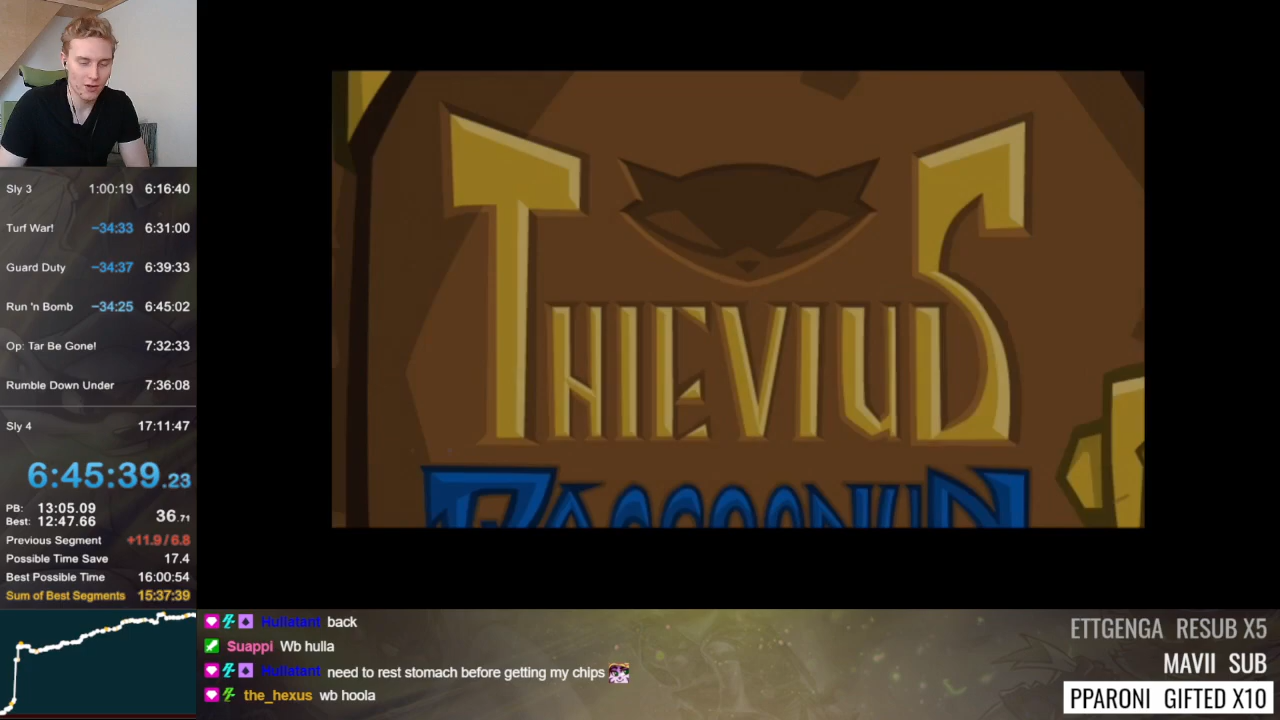 Sly 3 1:00:19 6:16:40
Turf War! −34:33 6:31:00
Guard Duty −34:37 6:39:33
Run 'n Bomb −34:25 6:45:02
Op: Tar Be Gone! 7:32:33
Rumble Down Under 7:36:08
Sly 4 17:11:47
6:45:39.23
PB: 13:05.09
Best: 12:47.66
36.71
Previous Segment +11.9 / 6.8
Possible Time Save 17.4
Best Possible Time 16:00:54
Sum of Best Segments 15:37:39
THIEVIUS
RACCOONUS
Hullatant back
Suappi Wb hulla
Hullatant need to rest stomach before getting my chips
the_hexus wb hoola
ETTGENGA RESUB X5
MAVII SUB
PPARONI GIFTED X10